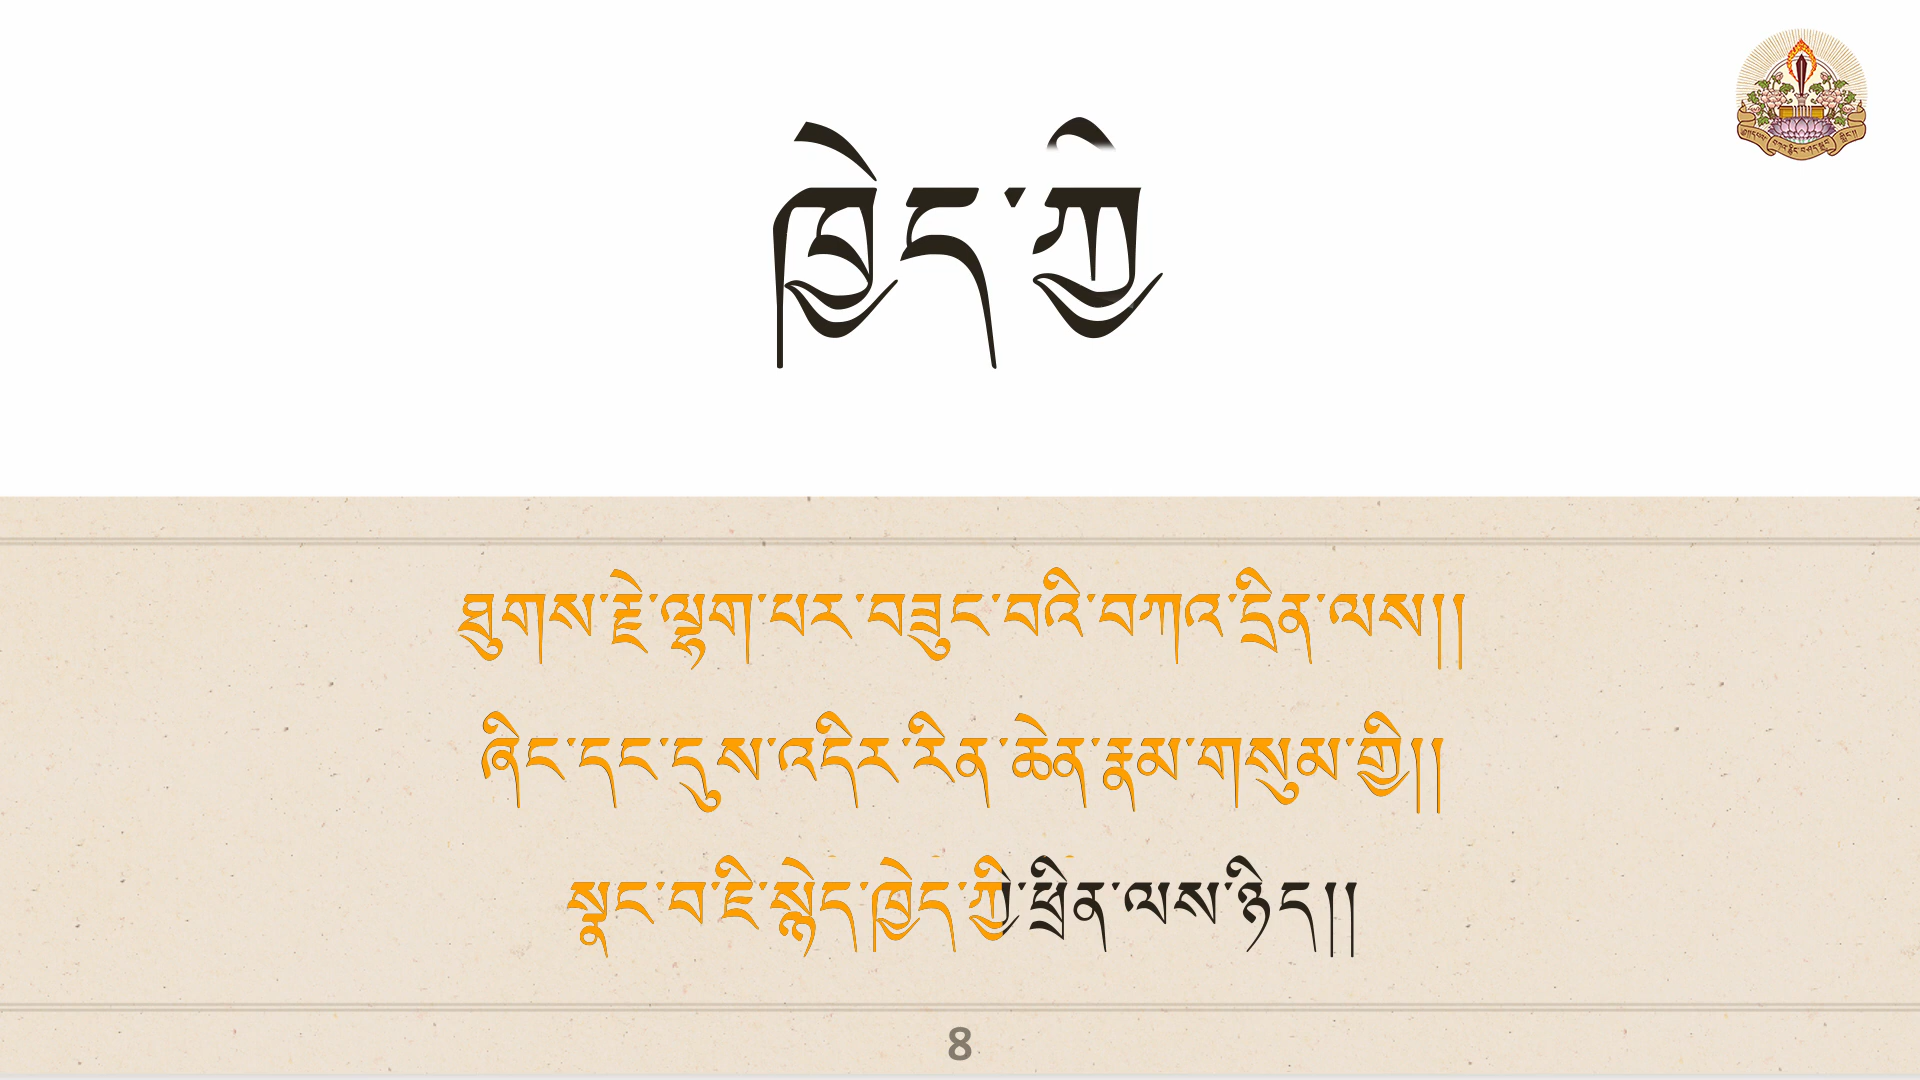 ཁྱེད་ཀྱི
ཐུགས་རྗེ་ལྷག་པར་བཟུང་བའི་བཀའ་དྲིན་ལས།།
ཞིང་དང་དུས་འདིར་རིན་ཆེན་རྣམ་གསུམ་གྱི།།
སྣང་བ་ཇི་སྙེད་ཁྱེད་ཀྱི་ཕྲིན་ལས་ཉིད།།
8